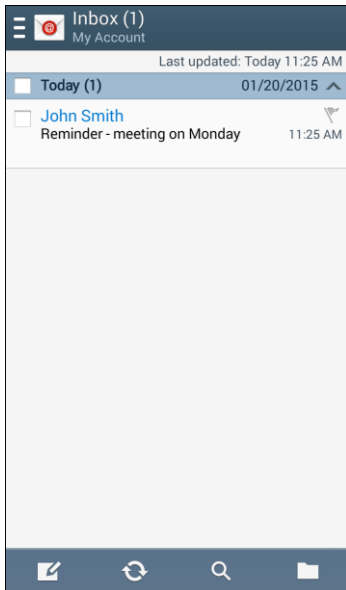 Inbox (1)
My Account
Last updated: Today 11:25 AM
Today (1) 01/20/2015
John Smith
Reminder - meeting on Monday 11:25 AM